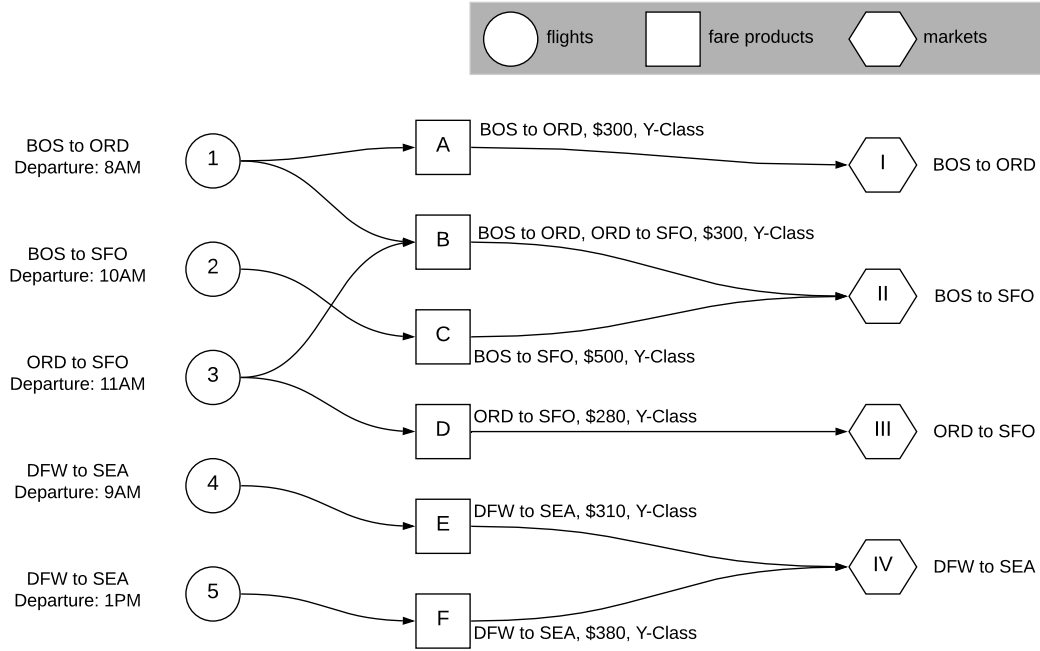 flights
fare products
markets
BOS to ORD
Departure: 8AM
1
A
BOS to ORD, $300, Y-Class
I
BOS to ORD
BOS to SFO
Departure: 10AM
2
B
BOS to ORD, ORD to SFO, $300, Y-Class
II
BOS to SFO
C
BOS to SFO, $500, Y-Class
ORD to SFO
Departure: 11AM
3
D
ORD to SFO, $280, Y-Class
III
ORD to SFO
DFW to SEA
Departure: 9AM
4
E
DFW to SEA, $310, Y-Class
IV
DFW to SEA
DFW to SEA
Departure: 1PM
5
F
DFW to SEA, $380, Y-Class